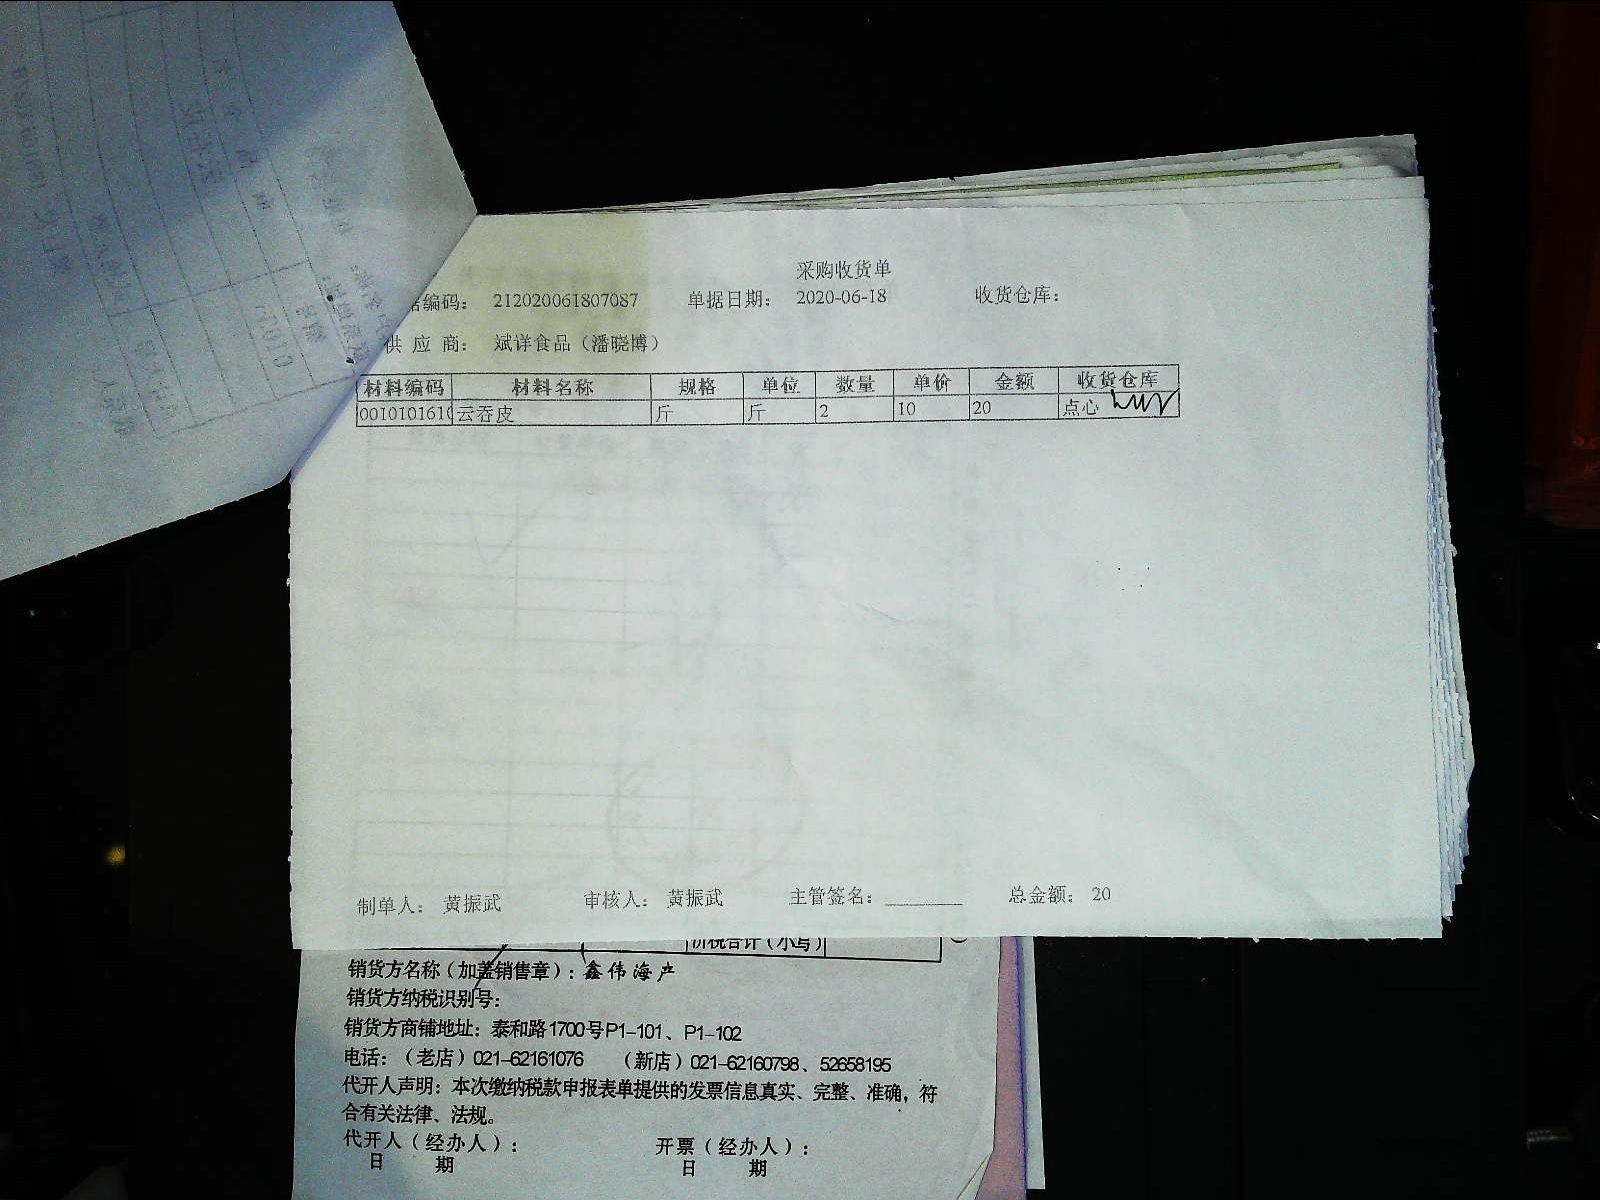 采购收货单
据编码： 212020061807087 单据日期： 2020-06-18 收货仓库：
供 应 商： 斌详食品（潘晓博）
材料编码 材料名称 规格 单位 数量 单价 金额 收货仓库
0010101610 云吞皮 斤 斤 2 10 20 点心
制单人： 黄振武 审核人： 黄振武 主管签名：________ 总金额： 20
价税合计（小写）
销货方名称（加盖销售章）：鑫伟海产
销货方纳税识别号：
销货方商铺地址：泰和路1700号P1-101、P1-102
电话：（老店）021-62161076 （新店）021-62160798、52658195
代开人声明：本次缴纳税款申报表单提供的发票信息真实、完整、准确，符
合有关法律、法规。
代开人（经办人）： 开票（经办人）：
日 期 日 期